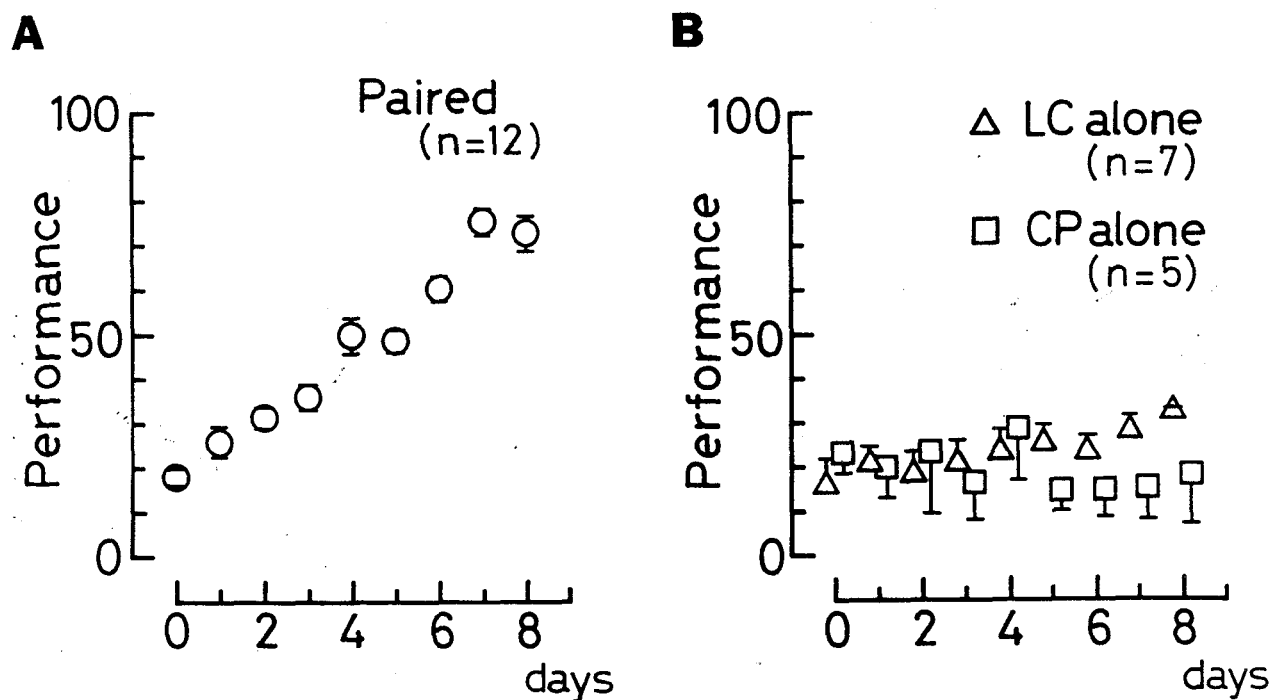 A
Paired
(n=12)
100
50
0
Performance
0 2 4 6 8
days
B
△ LC alone
(n=7)
□ CP alone
(n=5)
100
50
0
Performance
0 2 4 6 8
days